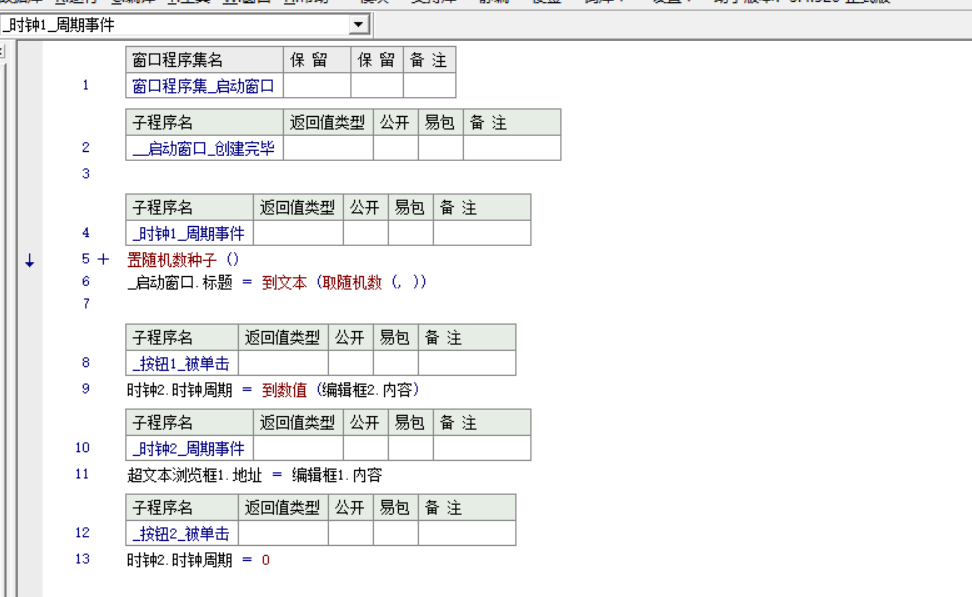 _时钟1_周期事件
窗口程序集名 保 留 保 留 备 注
1 窗口程序集_启动窗口
子程序名 返回值类型 公开 易包 备 注
2 __启动窗口_创建完毕
3
子程序名 返回值类型 公开 易包 备 注
4 _时钟1_周期事件
5 + 置随机数种子 ()
6 _启动窗口.标题 = 到文本 (取随机数 (, ))
7
子程序名 返回值类型 公开 易包 备 注
8 _按钮1_被单击
9 时钟2.时钟周期 = 到数值 (编辑框2.内容)
子程序名 返回值类型 公开 易包 备 注
10 _时钟2_周期事件
11 超文本浏览框1.地址 = 编辑框1.内容
子程序名 返回值类型 公开 易包 备 注
12 _按钮2_被单击
13 时钟2.时钟周期 = 0